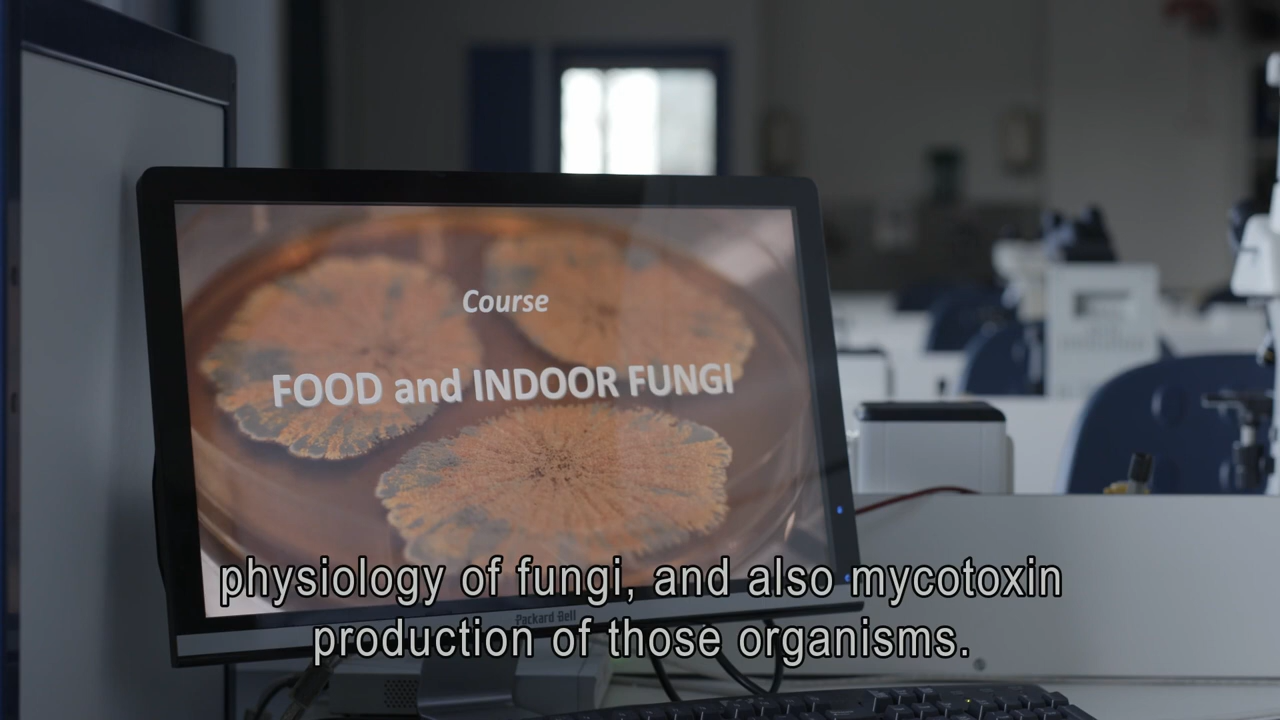 Course
FOOD and INDOOR FUNGI
Packard Bell
physiology of fungi, and also mycotoxin
production of those organisms.